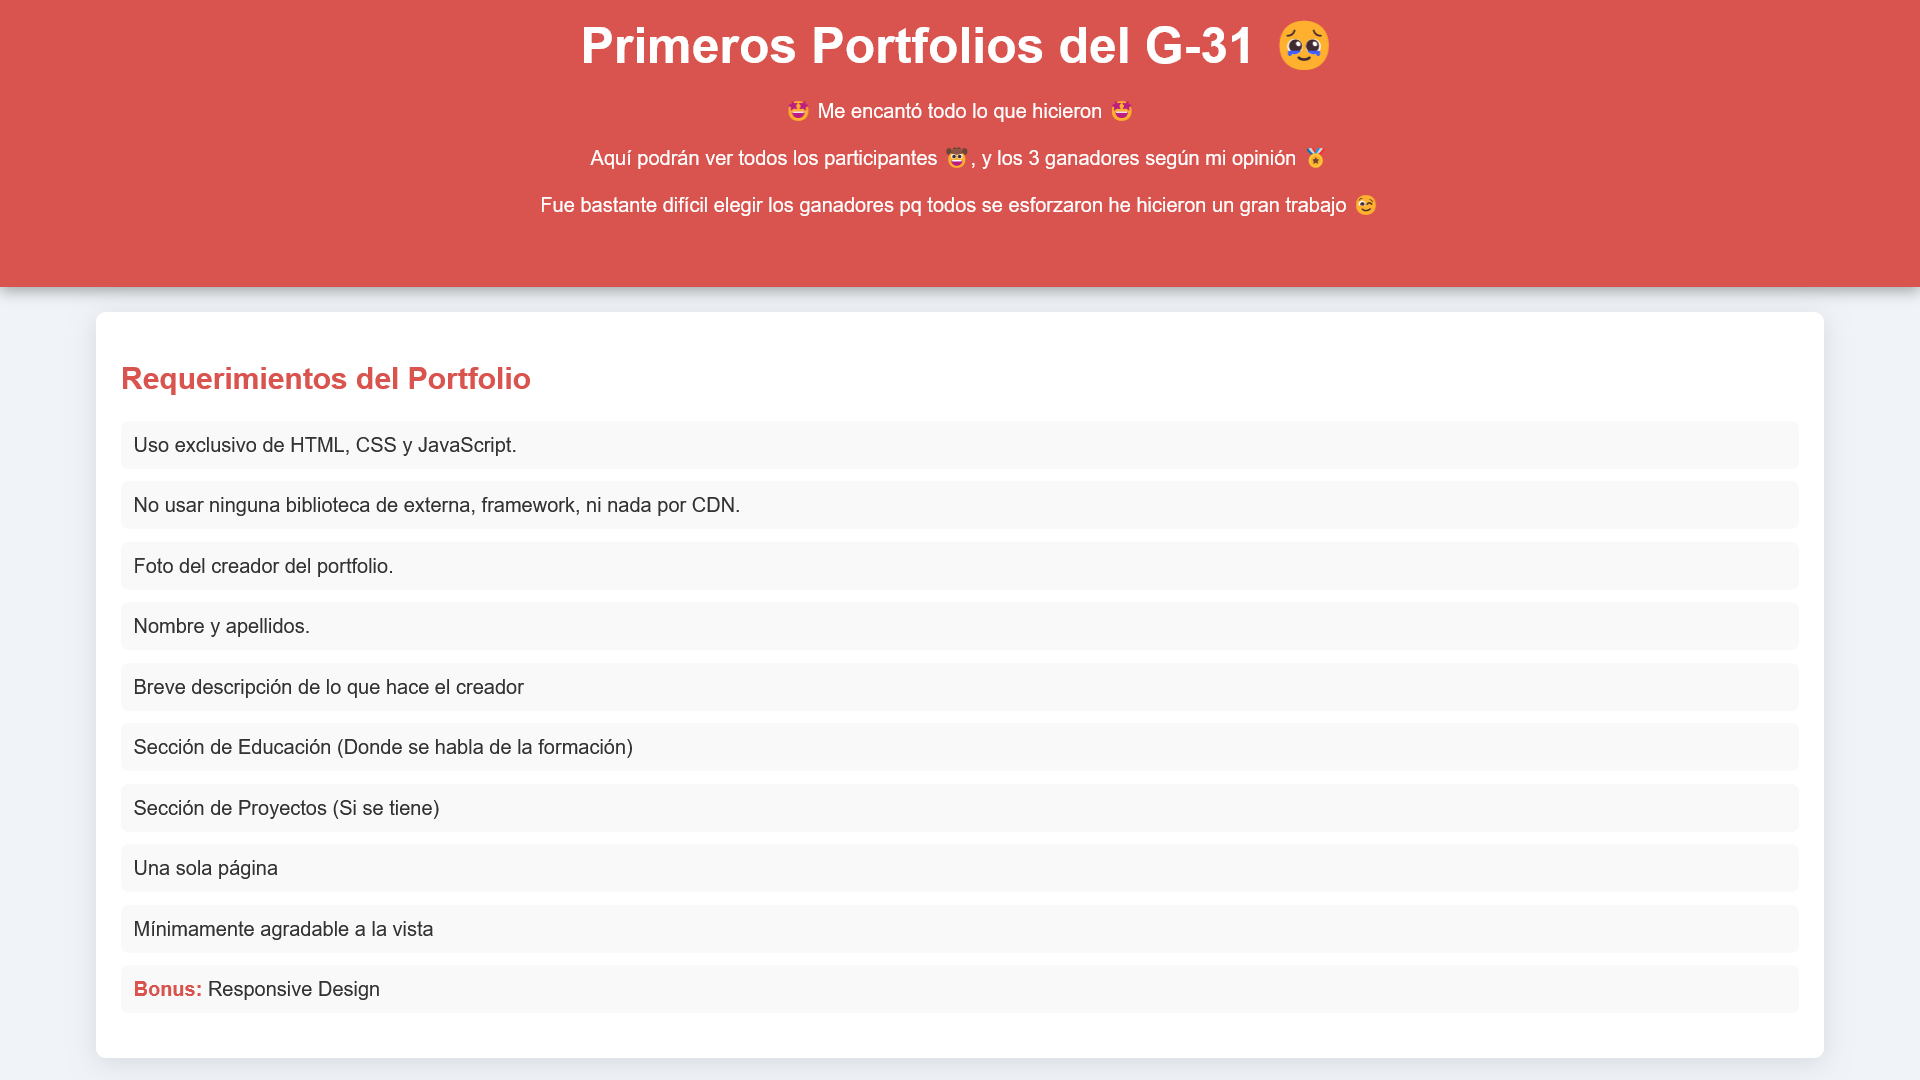 Primeros Portfolios del G-31 🥹
🤩 Me encantó todo lo que hicieron 🤩
Aquí podrán ver todos los participantes 🤠, y los 3 ganadores según mi opinión 🏅
Fue bastante difícil elegir los ganadores pq todos se esforzaron he hicieron un gran trabajo 😉
Requerimientos del Portfolio
Uso exclusivo de HTML, CSS y JavaScript.
No usar ninguna biblioteca de externa, framework, ni nada por CDN.
Foto del creador del portfolio.
Nombre y apellidos.
Breve descripción de lo que hace el creador
Sección de Educación (Donde se habla de la formación)
Sección de Proyectos (Si se tiene)
Una sola página
Mínimamente agradable a la vista
Bonus: Responsive Design